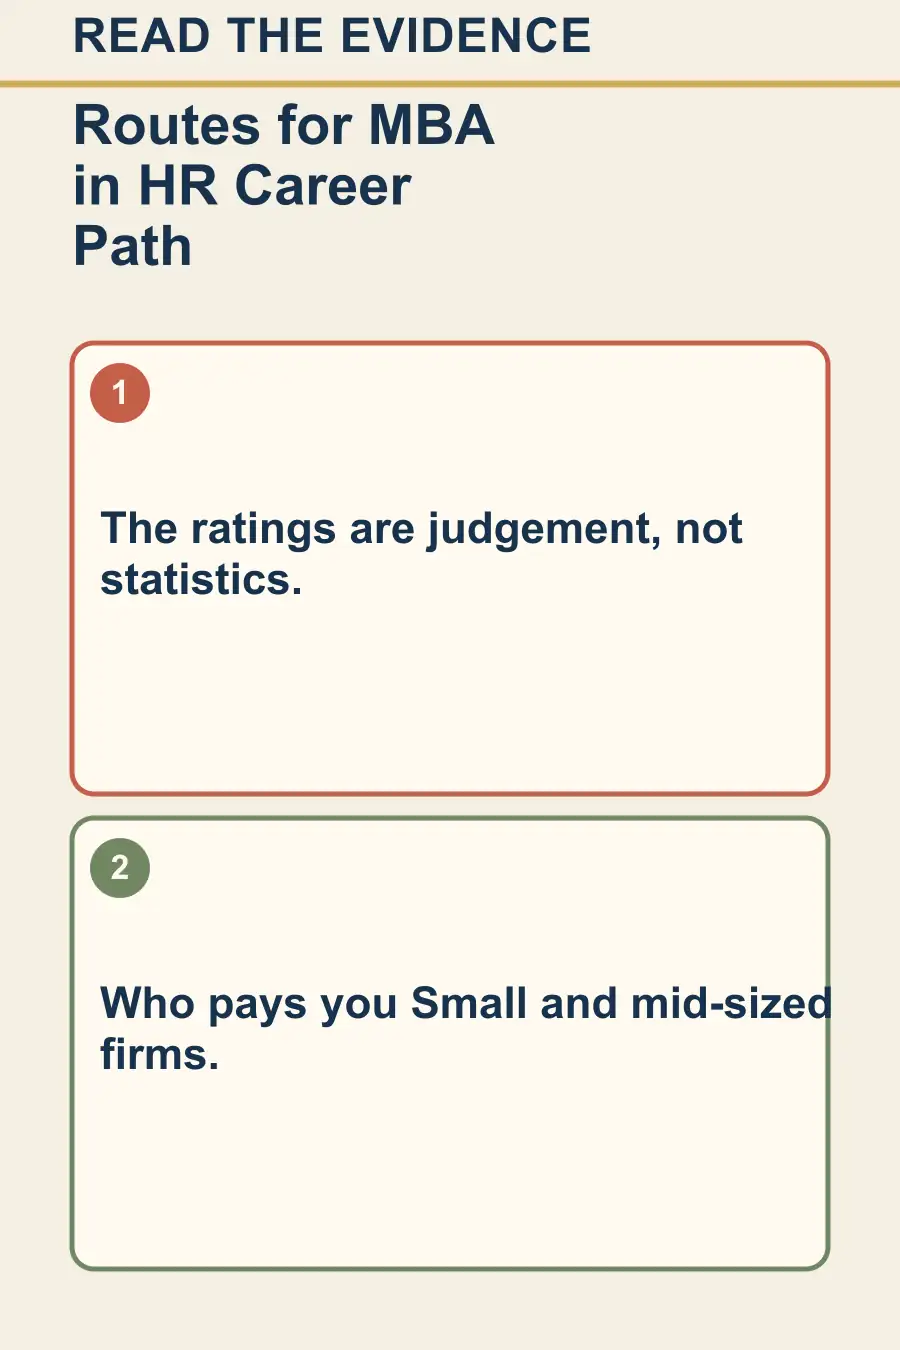 READ THE EVIDENCE
Routes for MBA
in HR Career
Path
1
The ratings are judgement, not
statistics.
2
Who pays you Small and mid-sized
firms.